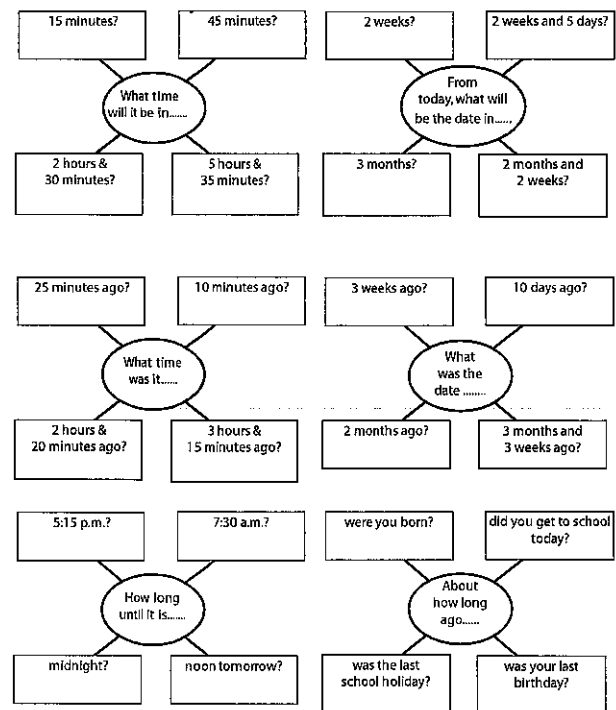 15 minutes?
45 minutes?
What time
will it be in......
2 hours &
30 minutes?
5 hours &
35 minutes?
2 weeks?
2 weeks and 5 days?
From
today, what will
be the date in......
3 months?
2 months and
2 weeks?
25 minutes ago?
10 minutes ago?
What time
was it......
2 hours &
20 minutes ago?
3 hours &
15 minutes ago?
3 weeks ago?
10 days ago?
What
was the
date ........
2 months ago?
3 months and
3 weeks ago?
5:15 p.m.?
7:30 a.m.?
How long
until it is.......
midnight?
noon tomorrow?
were you born?
did you get to school
today?
About
how long
ago......
was the last
school holiday?
was your last
birthday?